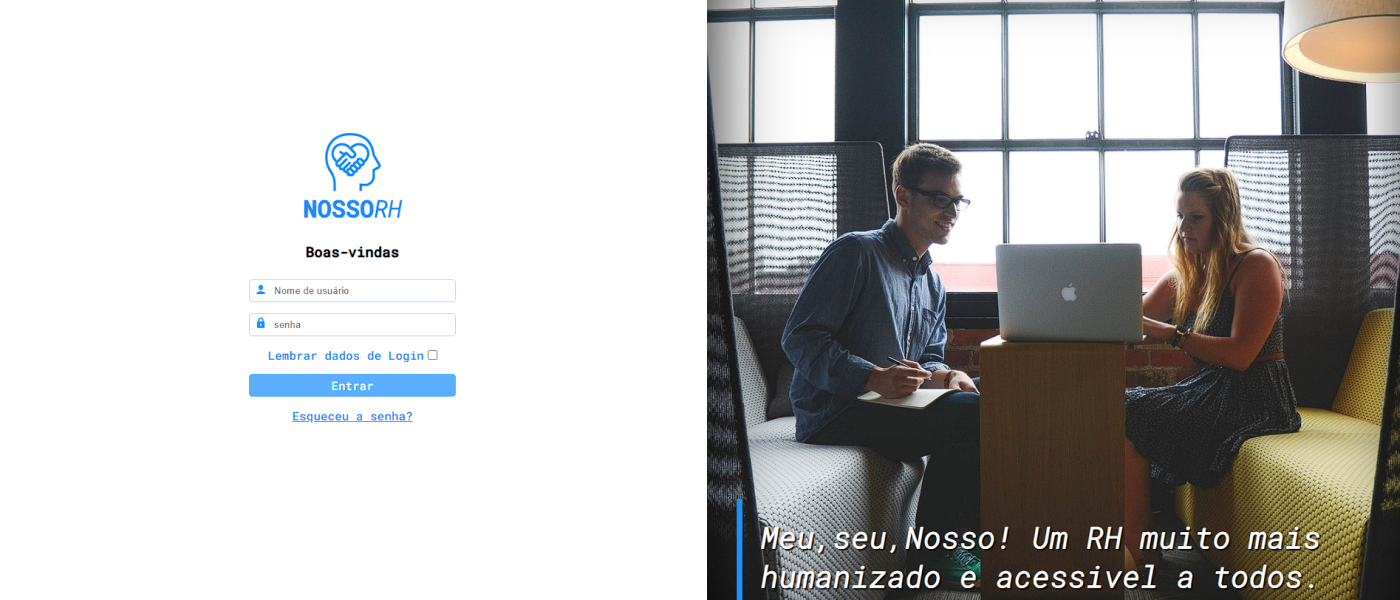 NOSSORH
Boas-vindas
Nome de usuário
senha
Lembrar dados de Login
Entrar
Esqueceu a senha?
Meu,seu,Nosso! Um RH muito mais
humanizado e acessivel a todos.